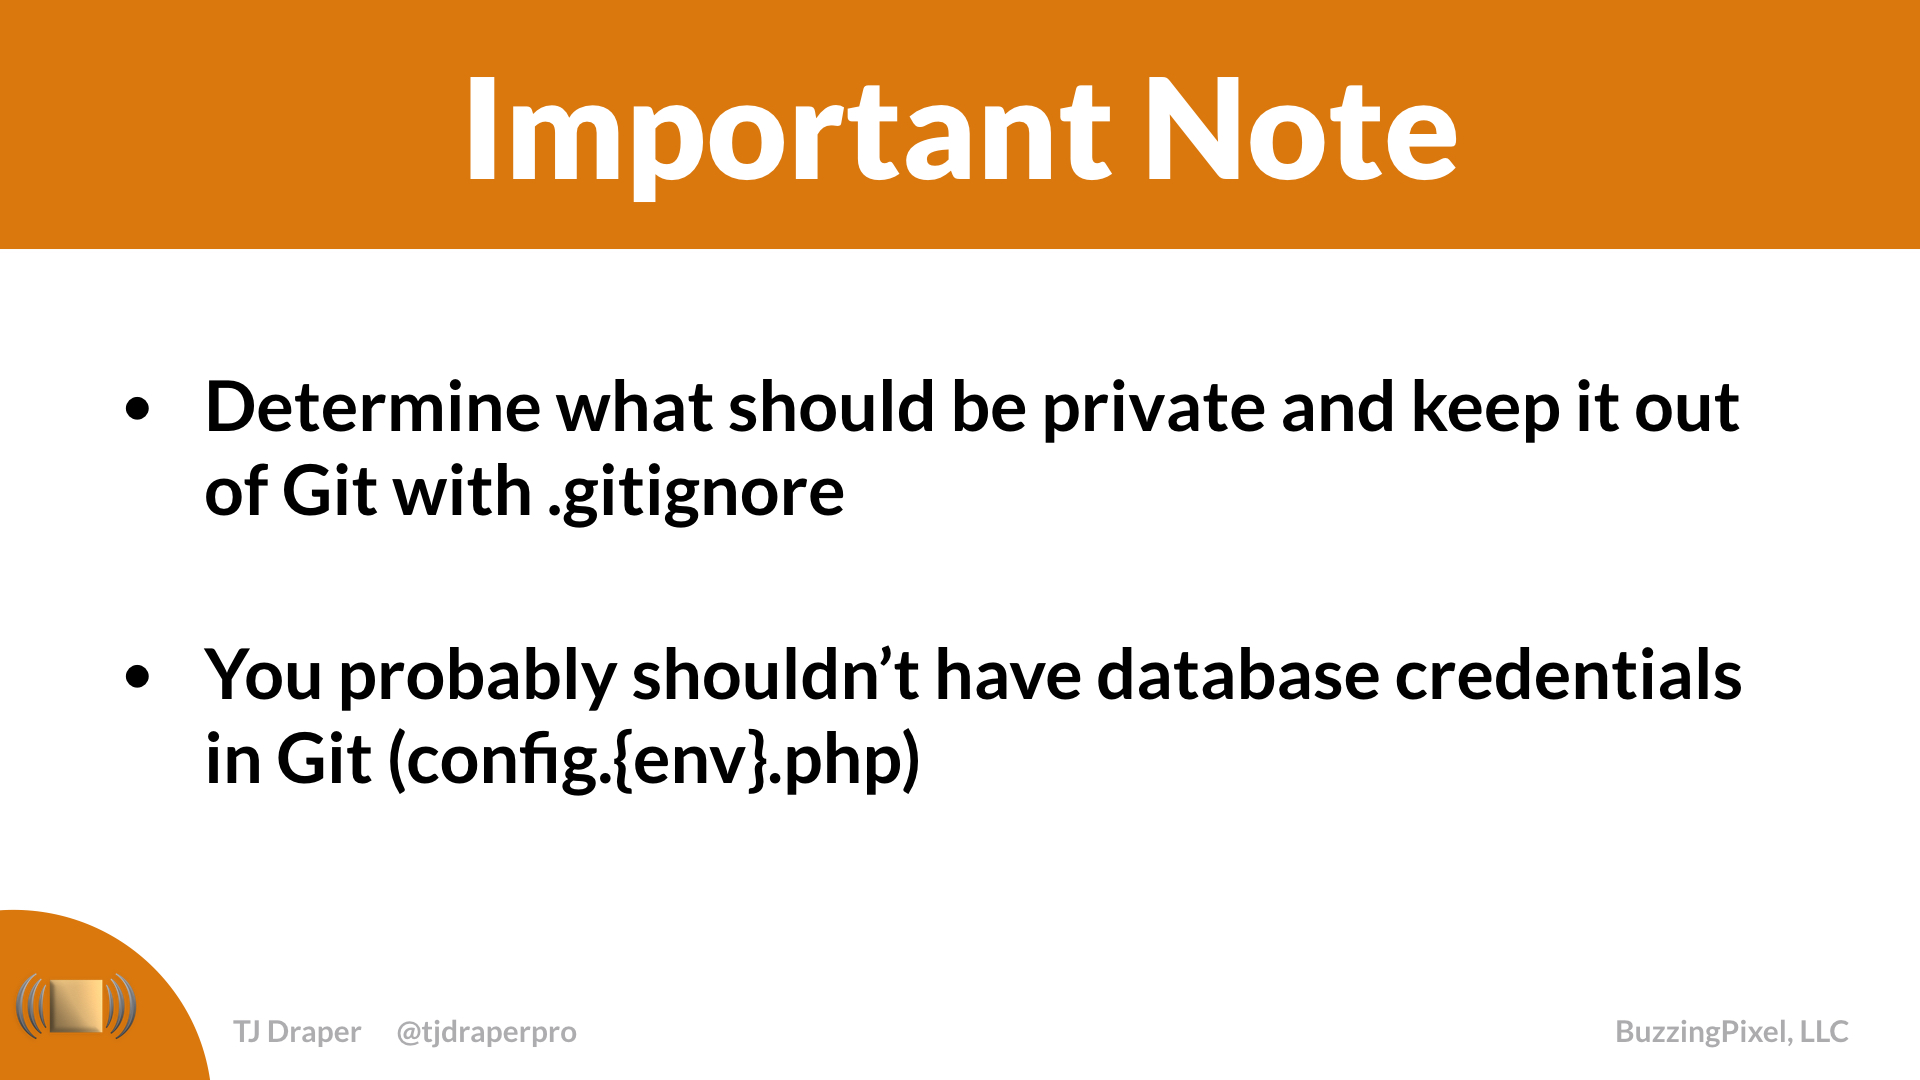 Important Note
• Determine what should be private and keep it out
of Git with .gitignore
• You probably shouldn’t have database credentials
in Git (config.{env}.php)
TJ Draper @tjdraperpro BuzzingPixel, LLC